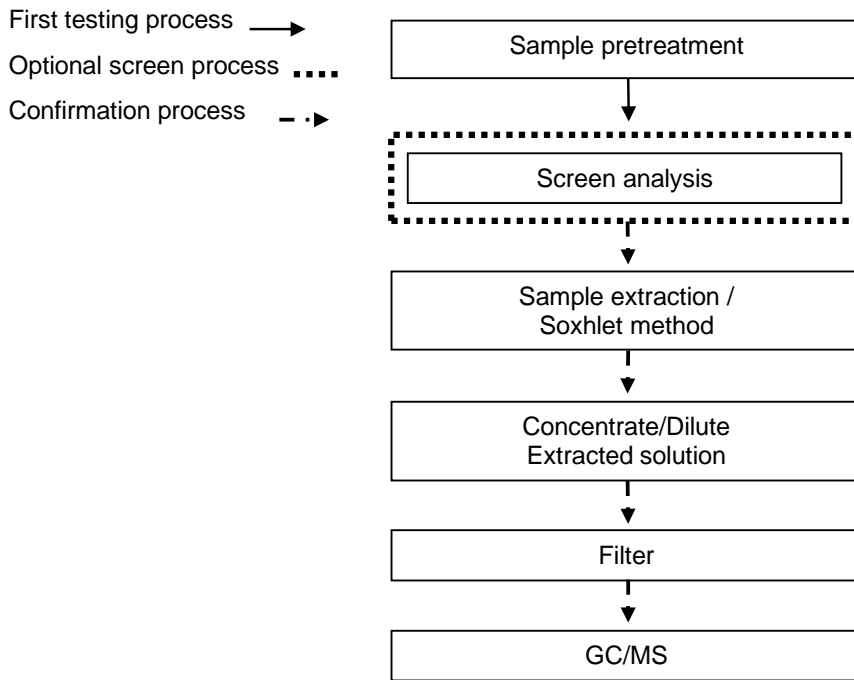 First testing process
Optional screen process
Confirmation process
Sample pretreatment
Screen analysis
Sample extraction /
Soxhlet method
Concentrate/Dilute
Extracted solution
Filter
GC/MS